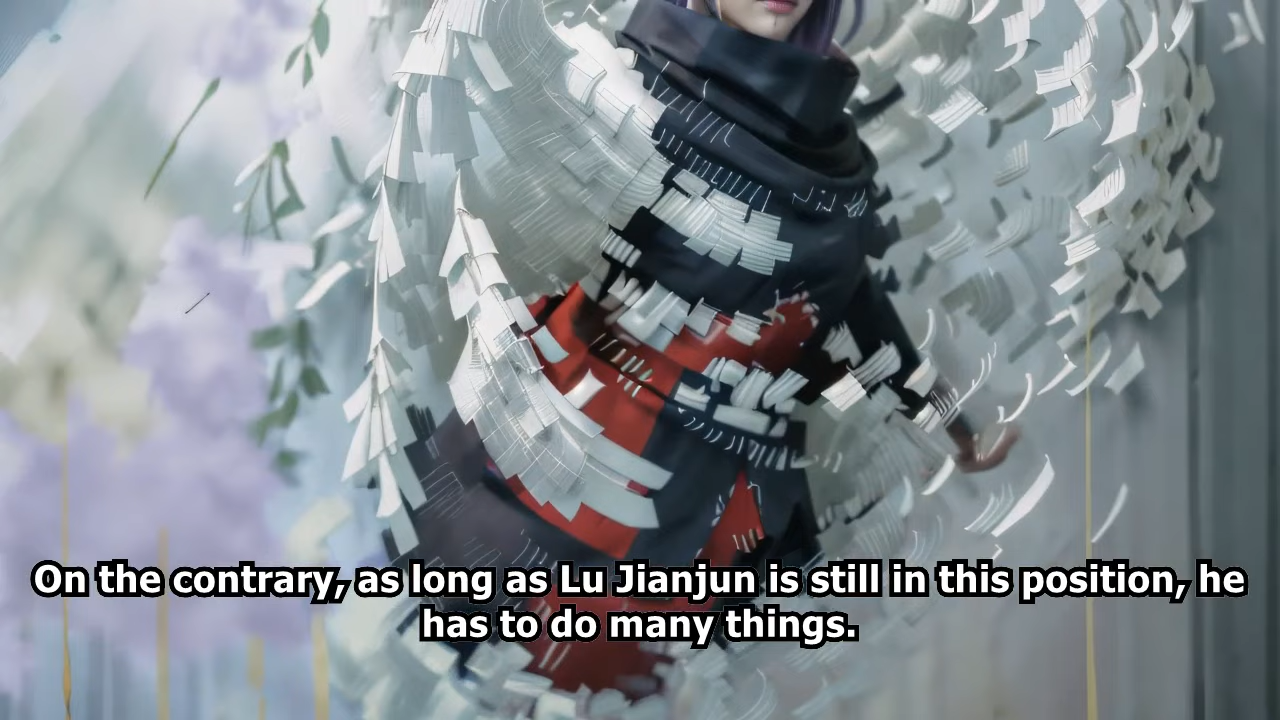 On the contrary, as long as Lu Jianjun is still in this position, he
has to do many things.